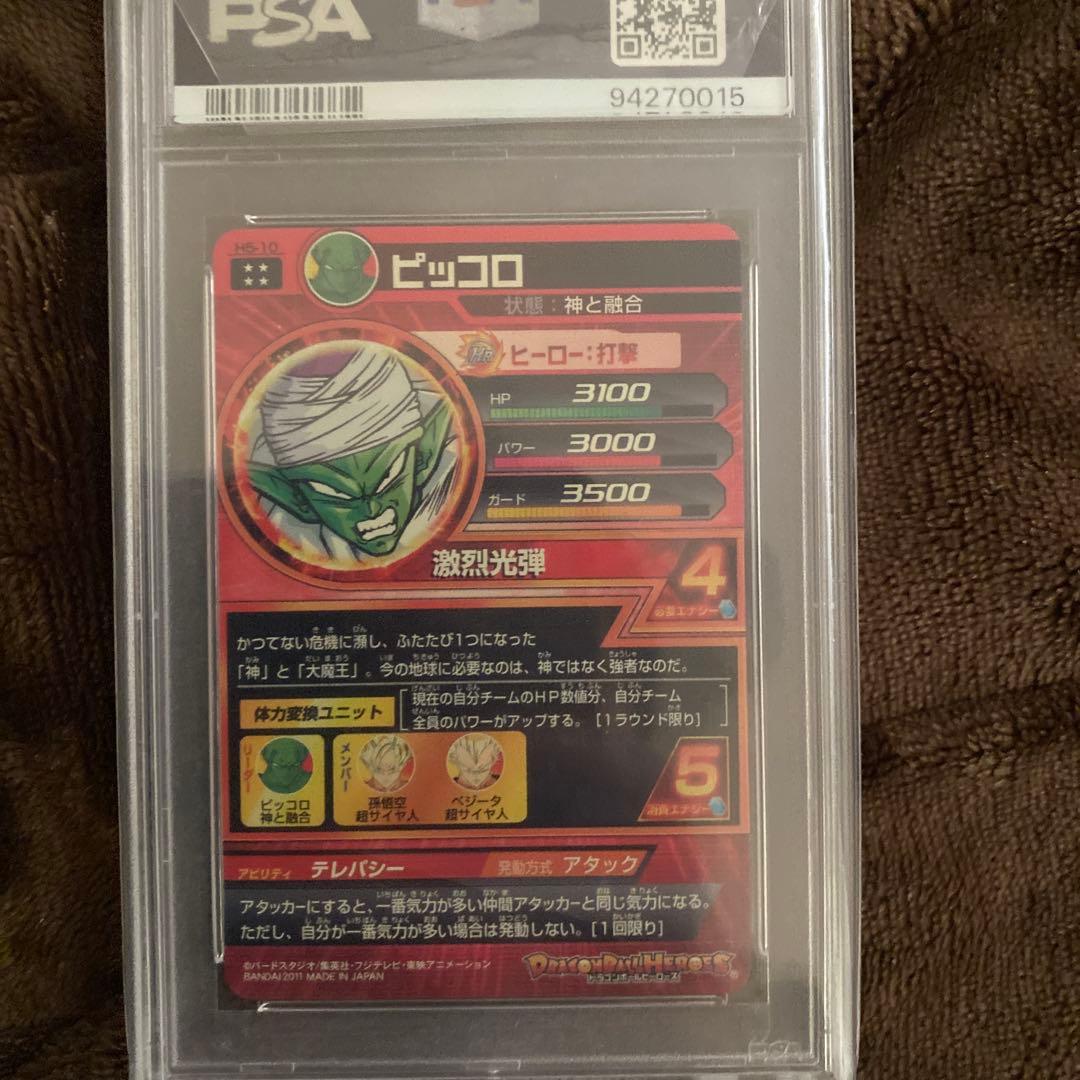 PSA
94270015
H5-10
ピッコロ
状態：神と融合
HR ヒーロー：打撃
HP 3100
パワー 3000
ガード 3500
激烈光弾
4
必要エナジー
かつてない危機に瀕し、ふたたび1つになった
「神」と「大魔王」。今の地球に必要なのは、神ではなく強者なのだ。
体力変換ユニット
現在の自分チームのHP数値分、自分チーム
全員のパワーがアップする。［1ラウンド限り］
リーダー
ピッコロ
神と融合
メンバー
孫悟空
超サイヤ人
ベジータ
超サイヤ人
5
消費エナジー
アビリティ テレパシー 発動方式 アタック
アタッカーにすると、一番気力が多い仲間アタッカーと同じ気力になる。
ただし、自分が一番気力が多い場合は発動しない。［1回限り］
©バードスタジオ/集英社・フジテレビ・東映アニメーション
BANDAI 2011 MADE IN JAPAN
DRAGONBALL HEROES®
ドラゴンボールヒーローズ